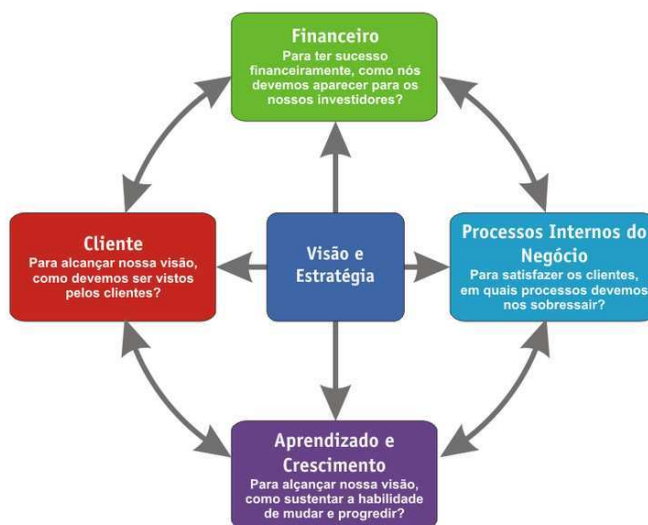 Financeiro
Para ter sucesso
financeiramente, como nós
devemos aparecer para os
nossos investidores?
Cliente
Para alcançar nossa visão,
como devemos ser vistos
pelos clientes?
Visão e
Estratégia
Processos Internos do
Negócio
Para satisfazer os clientes,
em quais processos devemos
nos sobressair?
Aprendizado e
Crescimento
Para alçançar nossa visão,
como sustentar a habilidade
de mudar e progredir?